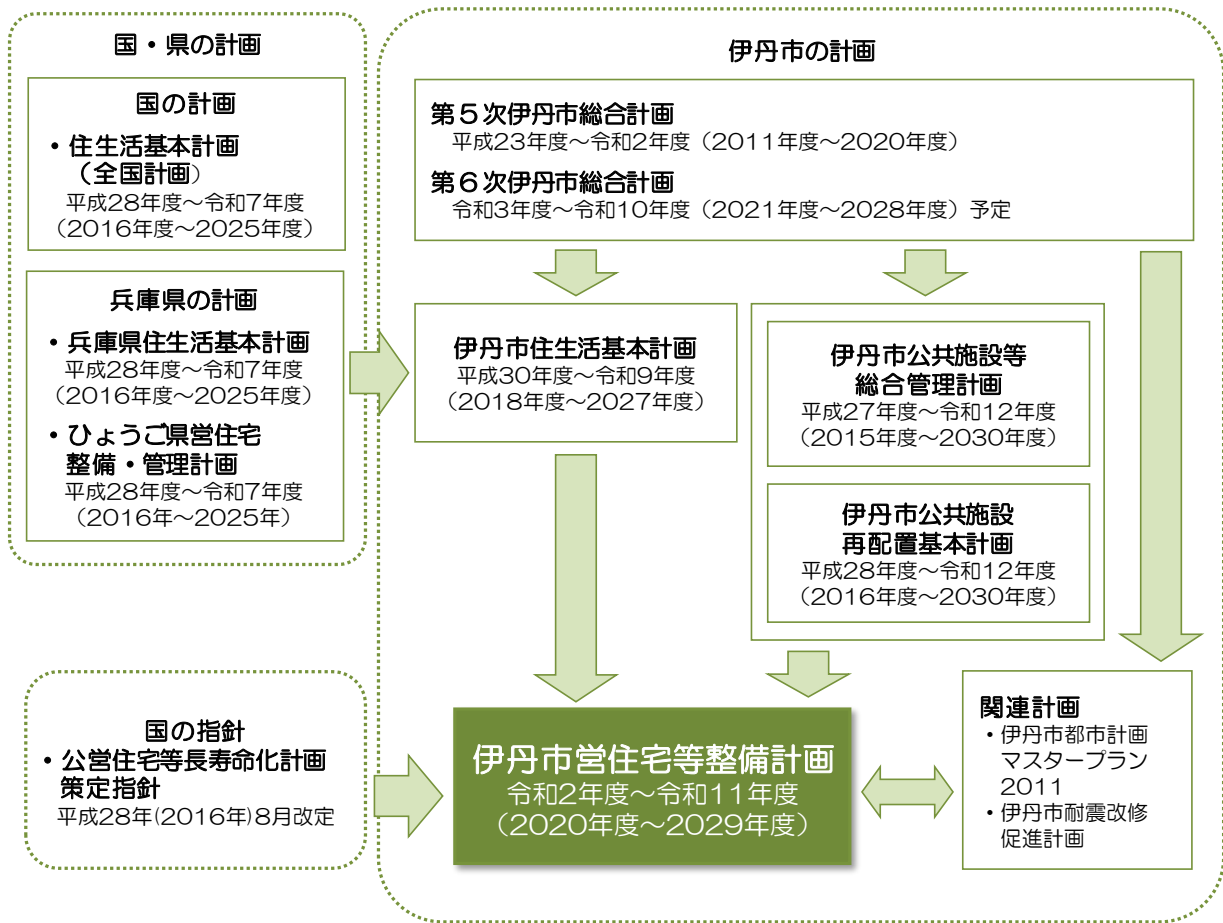 国・県の計画
国の計画
・住生活基本計画
（全国計画）
平成28年度～令和7年度
（2016年度～2025年度）
兵庫県の計画
・兵庫県住生活基本計画
平成28年度～令和7年度
（2016年度～2025年度）
・ひょうご県営住宅
整備・管理計画
平成28年度～令和7年度
（2016年～2025年）
国の指針
・公営住宅等長寿命化計画
策定指針
平成28年(2016年)8月改定
伊丹市の計画
第５次伊丹市総合計画
平成23年度～令和2年度（2011年度～2020年度）
第６次伊丹市総合計画
令和3年度～令和10年度（2021年度～2028年度）予定
伊丹市住生活基本計画
平成30年度～令和9年度
（2018年度～2027年度）
伊丹市公共施設等
総合管理計画
平成27年度～令和12年度
（2015年度～2030年度）
伊丹市公共施設
再配置基本計画
平成28年度～令和12年度
（2016年度～2030年度）
伊丹市営住宅等整備計画
令和2年度～令和11年度
（2020年度～2029年度）
関連計画
・伊丹市都市計画
マスタープラン
2011
・伊丹市耐震改修
促進計画